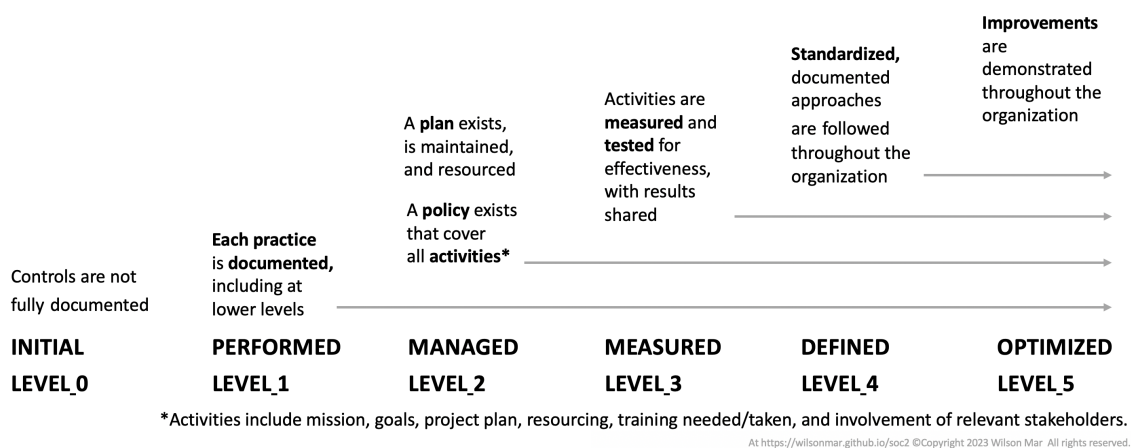 Improvements
are
demonstrated
throughout the
organization
Standardized,
documented
approaches
are followed
throughout the
organization
Activities are
measured and
tested for
effectiveness,
with results
shared
A plan exists,
is maintained,
and resourced
A policy exists
that cover
all activities*
Each practice
is documented,
including at
lower levels
Controls are not
fully documented
INITIAL PERFORMED MANAGED MEASURED DEFINED OPTIMIZED
LEVEL_0 LEVEL_1 LEVEL_2 LEVEL_3 LEVEL_4 LEVEL_5
*Activities include mission, goals, project plan, resourcing, training needed/taken, and involvement of relevant stakeholders.
At https://wilsonmar.github.io/soc2 ©Copyright 2023 Wilson Mar All rights reserved.